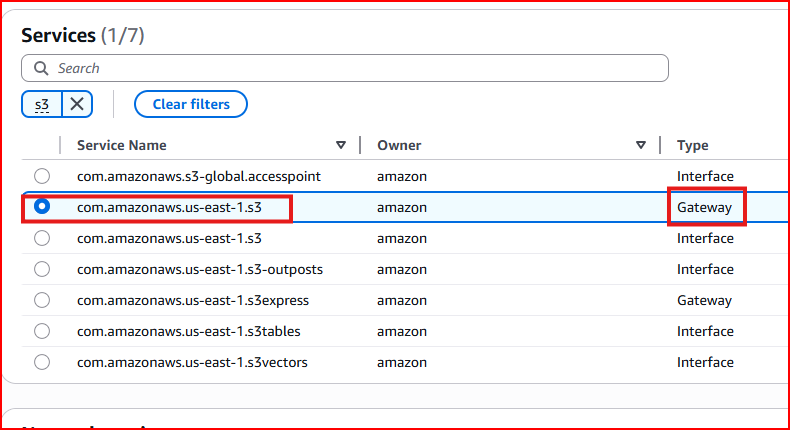 Services (1/7)
Search
s3 Clear filters
Service Name Owner Type
com.amazonaws.s3-global.accesspoint amazon Interface
com.amazonaws.us-east-1.s3 amazon Gateway
com.amazonaws.us-east-1.s3 amazon Interface
com.amazonaws.us-east-1.s3-outposts amazon Interface
com.amazonaws.us-east-1.s3express amazon Gateway
com.amazonaws.us-east-1.s3tables amazon Interface
com.amazonaws.us-east-1.s3vectors amazon Interface